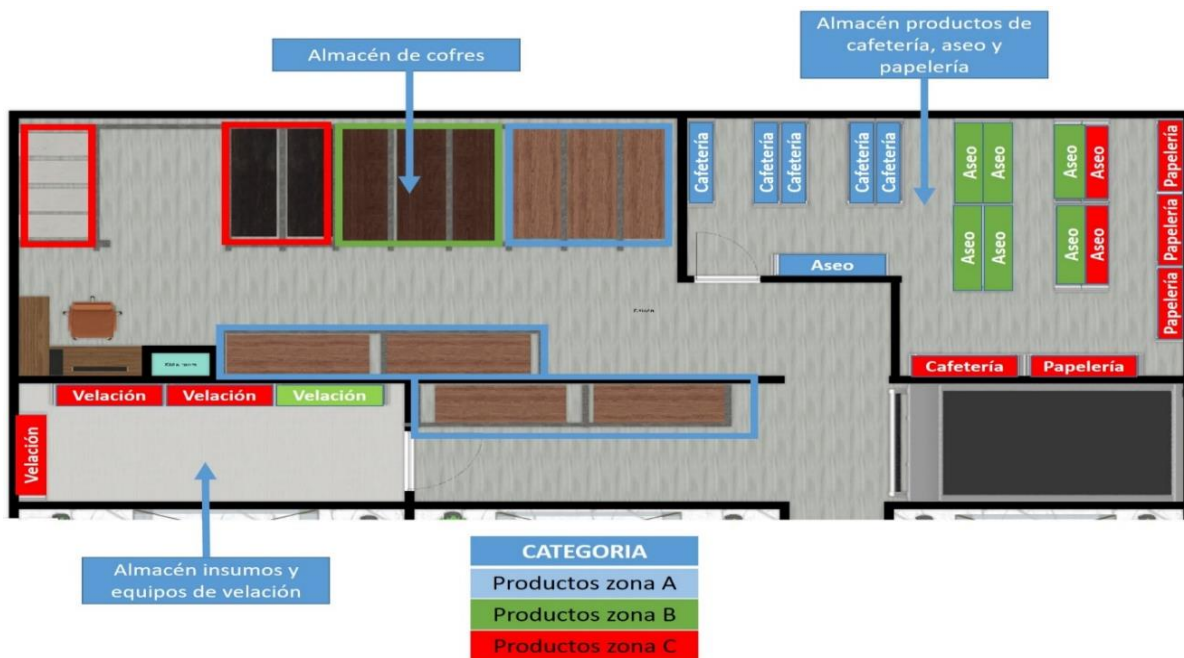 Almacén de cofres
Almacén productos de
cafetería, aseo y
papelería
Cafetería
Cafetería
Cafetería
Cafetería
Cafetería
Aseo
Aseo
Aseo
Aseo
Papelería
Aseo
Aseo
Aseo
Aseo
Papelería
Aseo
Papelería
Cafetería
Papelería
Velación
Velación
Velación
Velación
Almacén insumos y
equipos de velación
CATEGORIA
Productos zona A
Productos zona B
Productos zona C